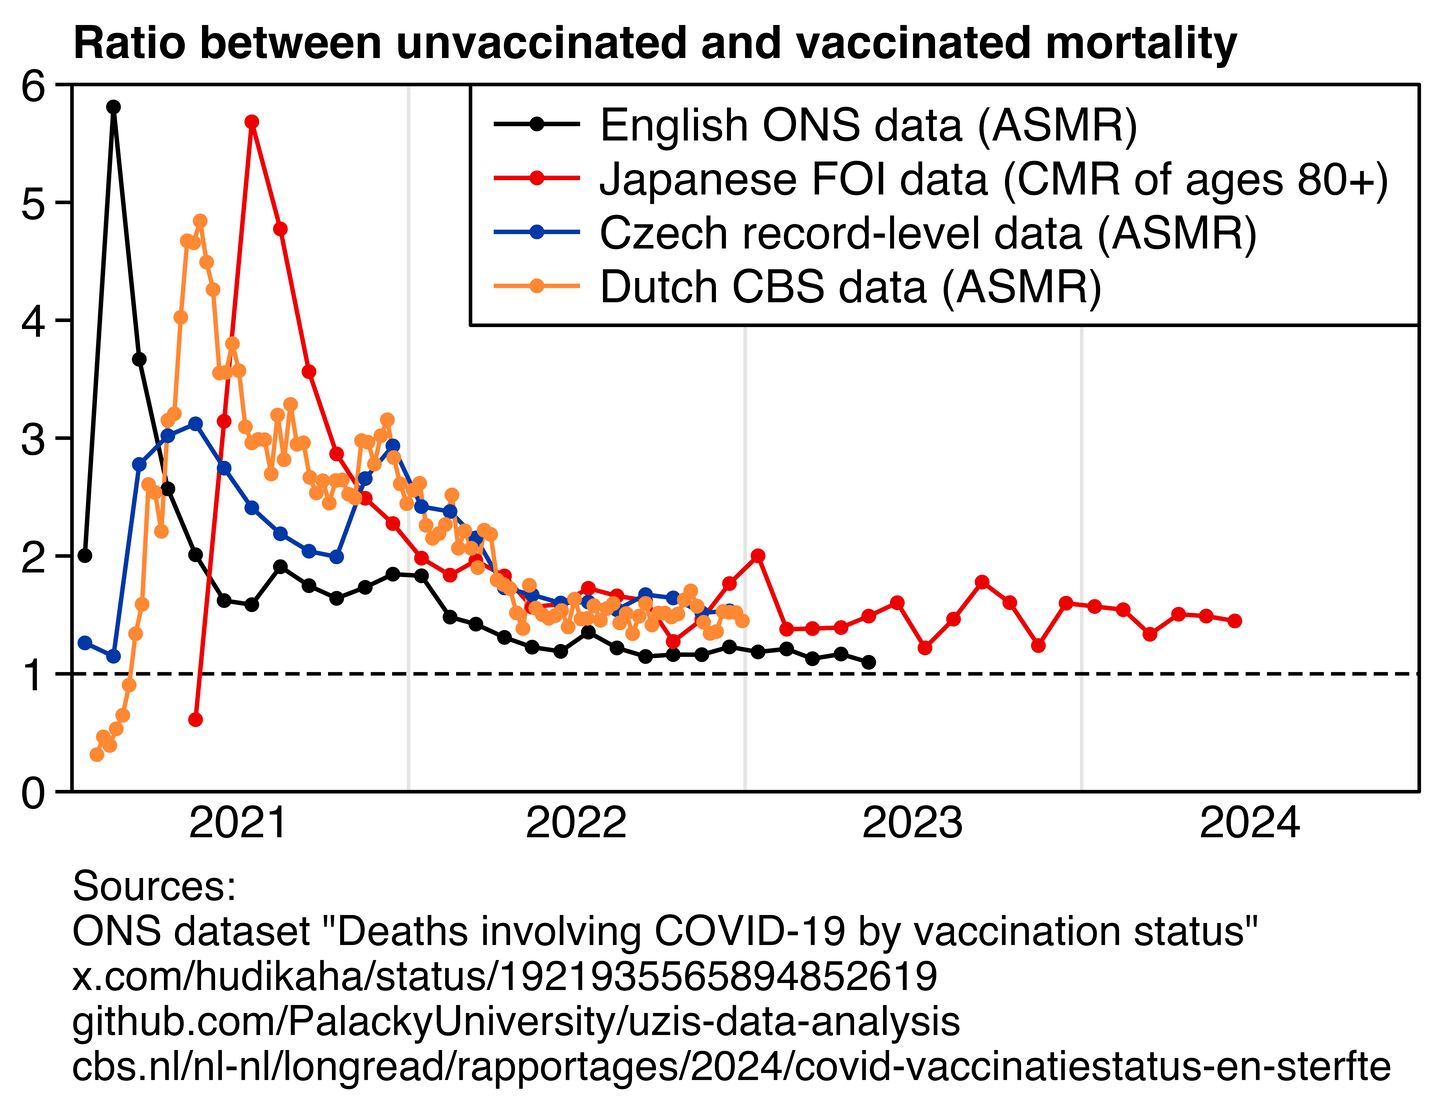 Ratio between unvaccinated and vaccinated mortality
6
5
4
3
2
1
0
English ONS data (ASMR)
Japanese FOI data (CMR of ages 80+)
Czech record-level data (ASMR)
Dutch CBS data (ASMR)
2021 2022 2023 2024
Sources:
ONS dataset "Deaths involving COVID-19 by vaccination status"
x.com/hudikaha/status/1921935565894852619
github.com/PalackyUniversity/uzis-data-analysis
cbs.nl/nl-nl/longread/rapportages/2024/covid-vaccinatiestatus-en-sterfte